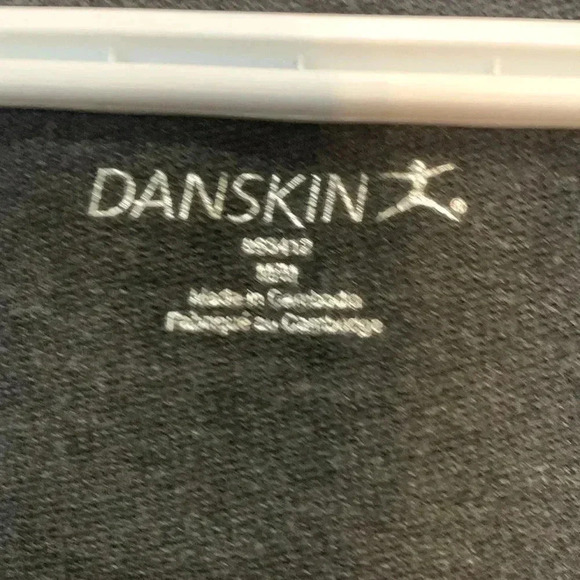 DANSKIN®
M/M
Made in Cambodia
Fabriqué au Cambodge